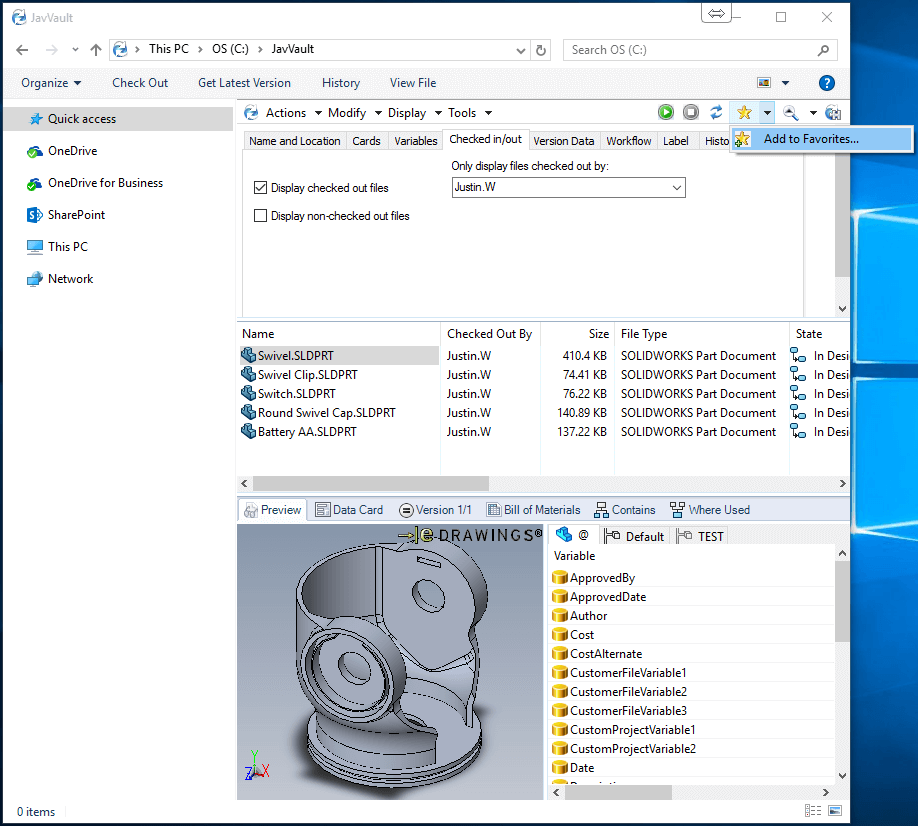 JavVault
This PC > OS (C:) > JavVault
Search OS (C:)
Organize Check Out Get Latest Version History View File
?
Quick access
OneDrive
OneDrive for Business
SharePoint
This PC
Network
Actions Modify Display Tools
Add to Favorites...
Name and Location Cards Variables Checked in/out Version Data Workflow Label Histo
Only display files checked out by:
Display checked out files
Justin.W
Display non-checked out files
Name Checked Out By Size File Type State
Swivel.SLDPRT Justin.W 410.4 KB SOLIDWORKS Part Document In Desi
Swivel Clip.SLDPRT Justin.W 74.41 KB SOLIDWORKS Part Document In Desi
Switch.SLDPRT Justin.W 76.22 KB SOLIDWORKS Part Document In Desi
Round Swivel Cap.SLDPRT Justin.W 140.89 KB SOLIDWORKS Part Document In Desi
Battery AA.SLDPRT Justin.W 137.22 KB SOLIDWORKS Part Document In Desi
Preview Data Card Version 1/1 Bill of Materials Contains Where Used
eDRAWINGS®
@ Default TEST
Variable
ApprovedBy
ApprovedDate
Author
Cost
CostAlternate
CustomerFileVariable1
CustomerFileVariable2
CustomerFileVariable3
CustomProjectVariable1
CustomProjectVariable2
Date
Y
Z X
0 items